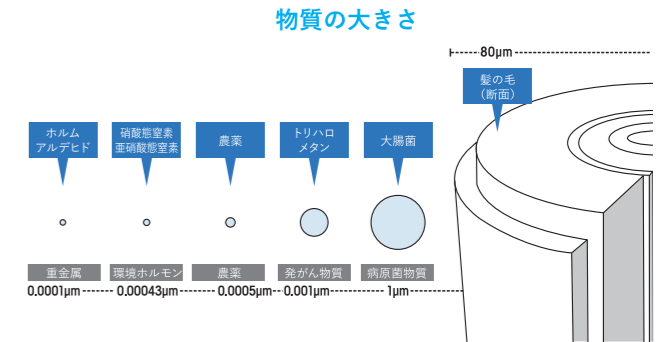 物質の大きさ
80μm
髪の毛
（断面）
ホルム
アルデヒド
硝酸態窒素
亜硝酸態窒素
農薬
トリハロ
メタン
大腸菌
重金属
環境ホルモン
農薬
発がん物質
病原菌物質
0.0001μm
0.00043μm
0.0005μm
0.001μm
1μm